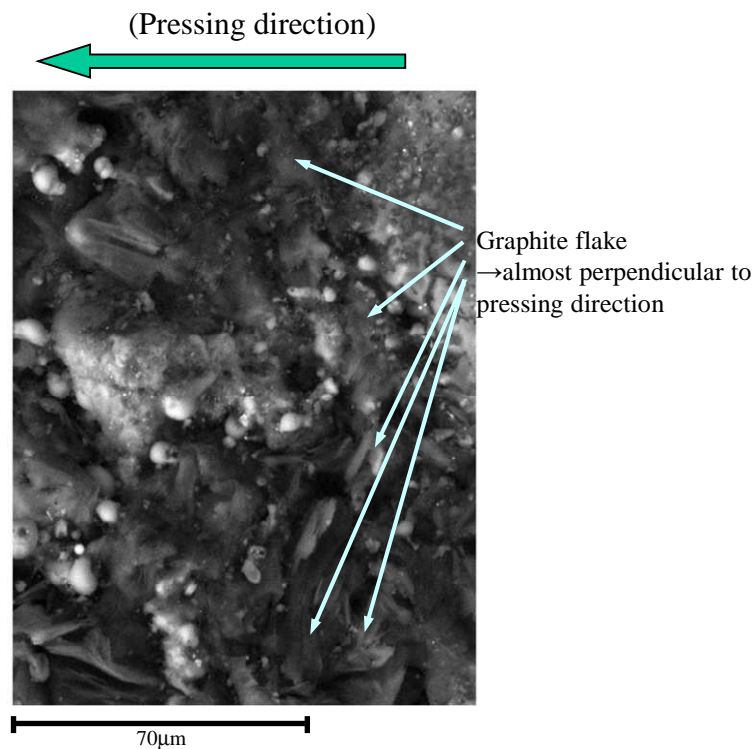 (Pressing direction)
Graphite flake
→almost perpendicular to
pressing direction
70μm